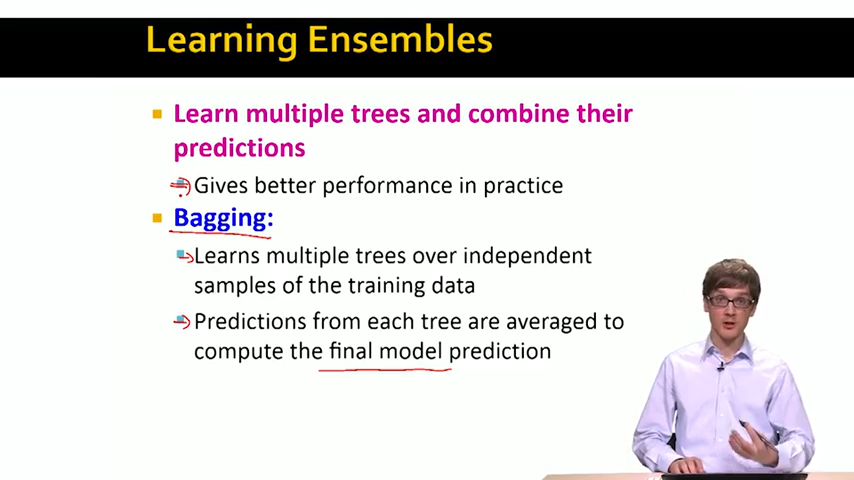 Learning Ensembles
Learn multiple trees and combine their
predictions
Gives better performance in practice
Bagging:
Learns multiple trees over independent
samples of the training data
Predictions from each tree are averaged to
compute the final model prediction